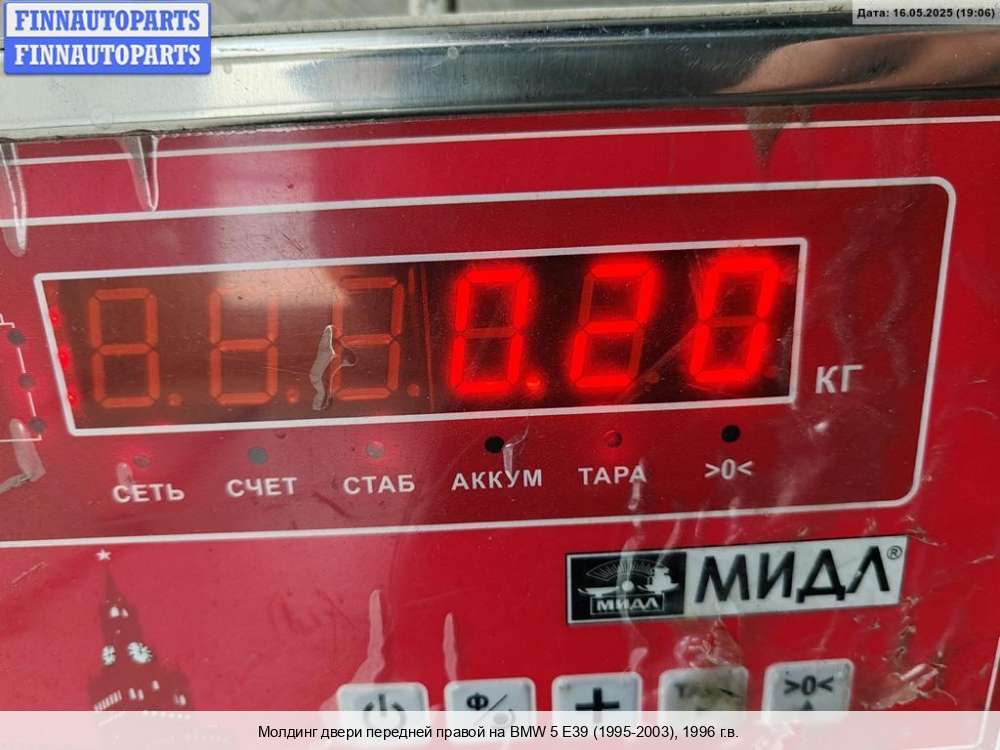 FINNAUTOPARTS
FINNAUTOPARTS
Дата: 16.05.2025 (19:06)
0.20
КГ
СЕТЬ СЧЕТ СТАБ АККУМ ТАРА >0<
МИДЛ МИДЛ®
Ф/ + >0<
Молдинг двери передней правой на BMW 5 E39 (1995-2003), 1996 г.в.